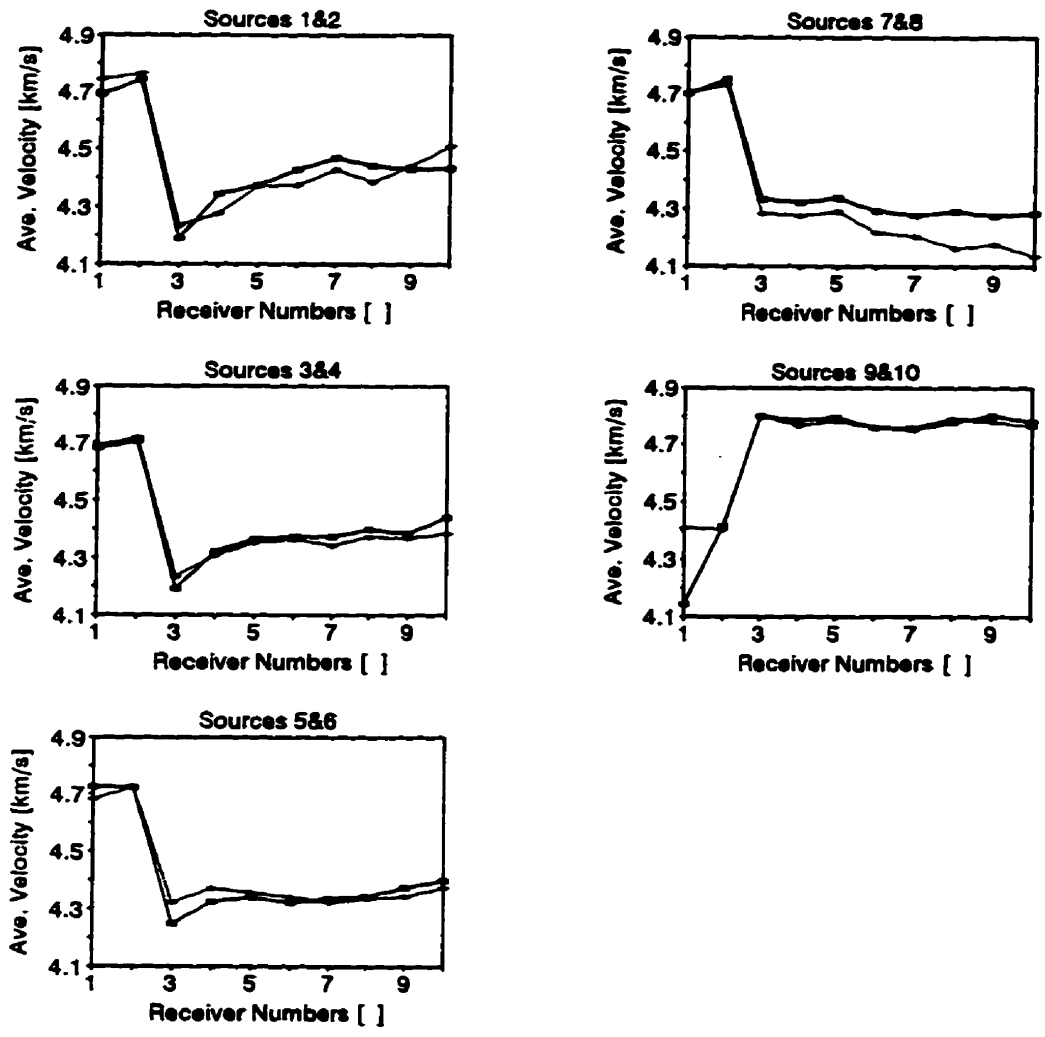 Sources 1&2
Ave. Velocity [km/s]
4.9
4.7
4.5
4.3
4.1
1 3 5 7 9
Receiver Numbers [ ]
Sources 7&8
Ave. Velocity [km/s]
4.9
4.7
4.5
4.3
4.1
1 3 5 7 9
Receiver Numbers [ ]
Sources 3&4
Ave. Velocity [km/s]
4.9
4.7
4.5
4.3
4.1
1 3 5 7 9
Receiver Numbers [ ]
Sources 9&10
Ave. Velocity [km/s]
4.9
4.7
4.5
4.3
4.1
1 3 5 7 9
Receiver Numbers [ ]
Sources 5&6
Ave. Velocity [km/s]
4.9
4.7
4.5
4.3
4.1
1 3 5 7 9
Receiver Numbers [ ]